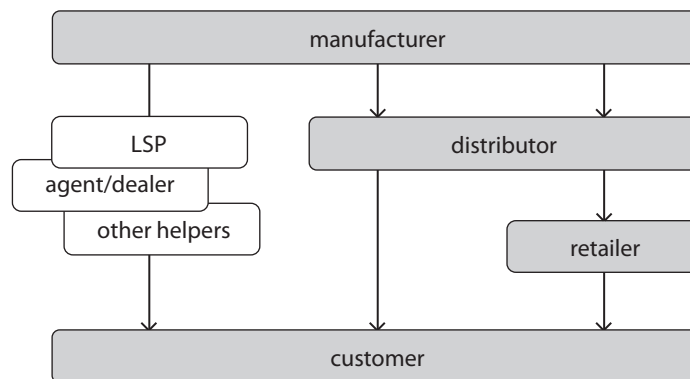 manufacturer
LSP
distributor
agent/dealer
other helpers
retailer
customer